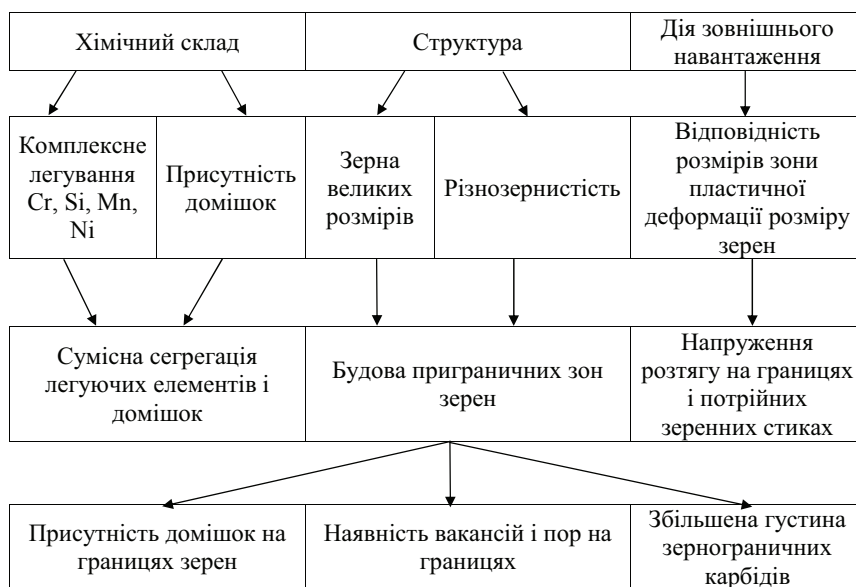 Хімічний склад
Структура
Дія зовнішнього
навантаження
Комплексне
легування
Cr, Si, Mn,
Ni
Присутність
домішок
Зерна
великих
розмірів
Різнозернистість
Відповідність
розмірів зони
пластичної
деформації розміру
зерен
Сумісна сегрегація
легуючих елементів і
домішок
Будова приграничних зон
зерен
Напруження
розтягу на границях
і потрійних
зеренних стиках
Присутність домішок на
границях зерен
Наявність вакансій і пор на
границях
Збільшена густина
зернограничних
карбідів